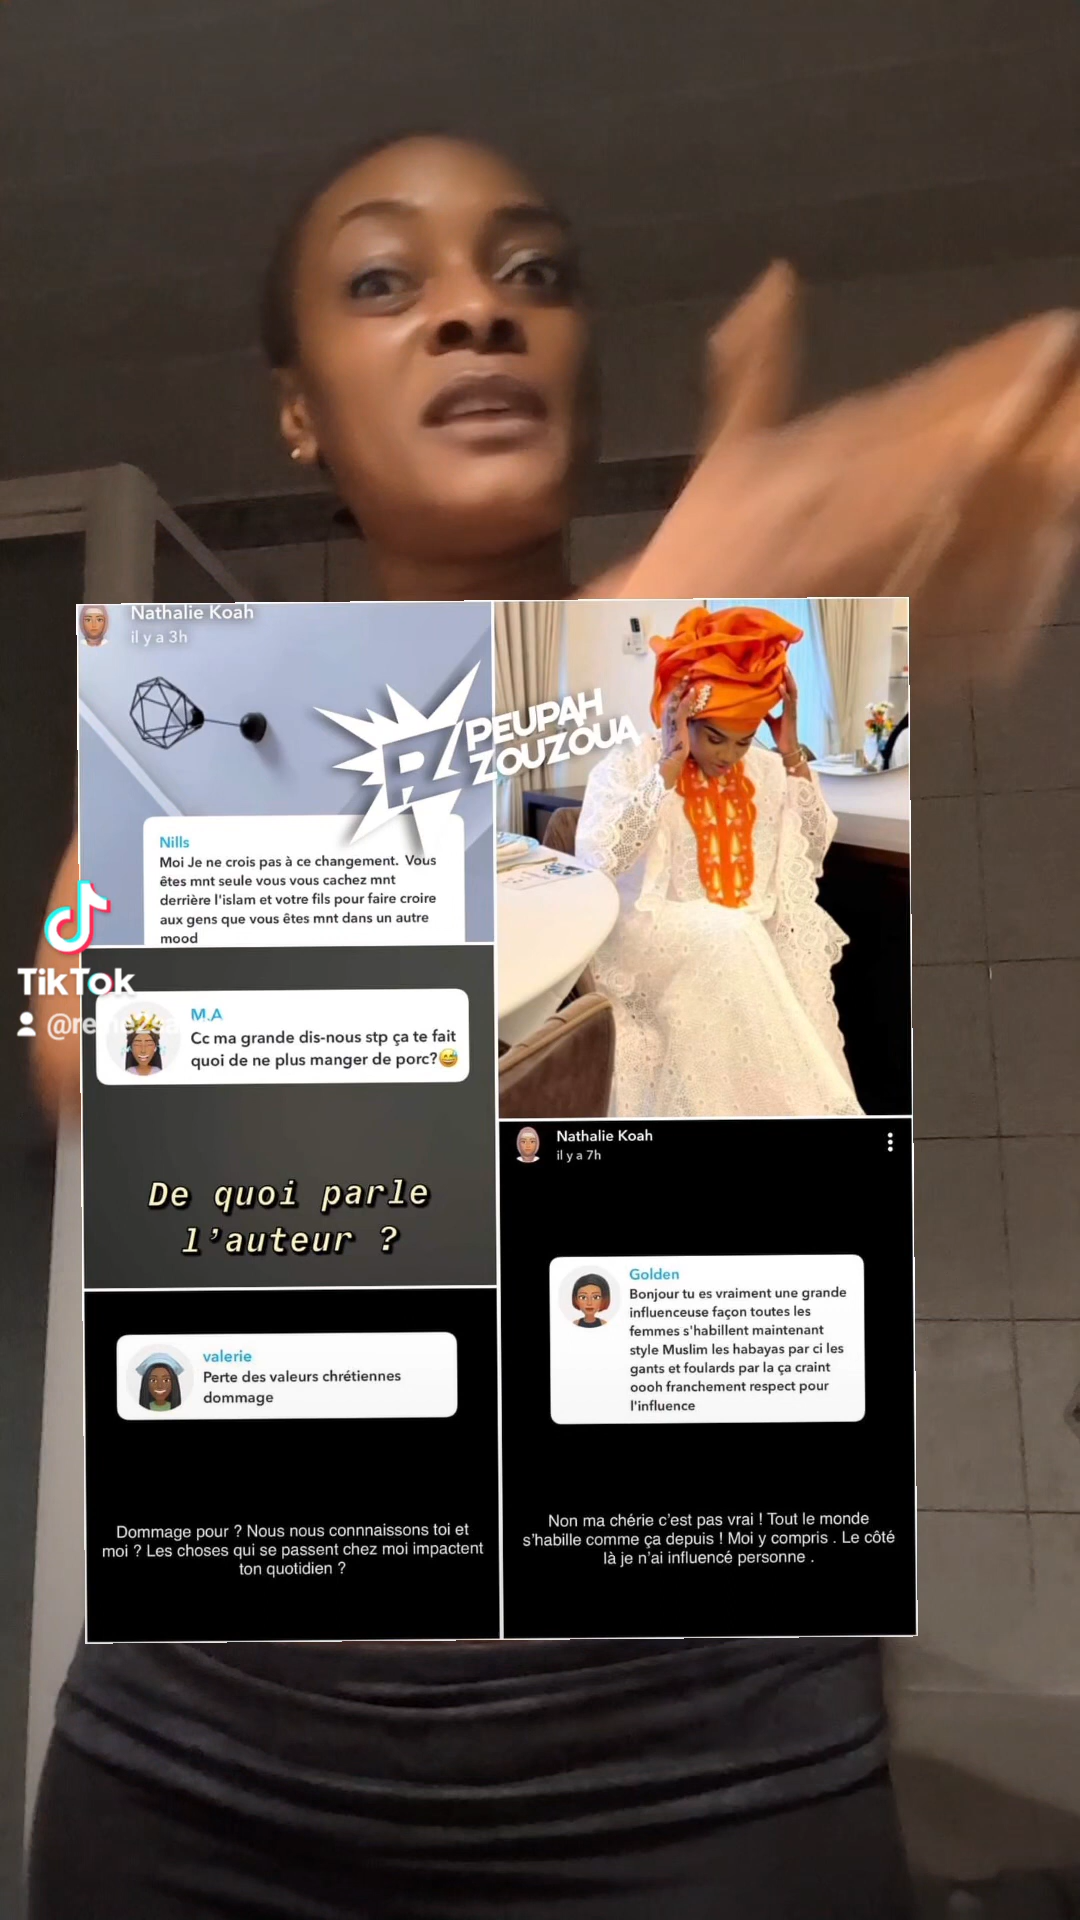 Nathalie Koah
il y a 3h
PEUPAH
ZOUZOUA
Nills
Moi Je ne crois pas à ce changement. Vous
êtes mnt seule vous vous cachez mnt
derrière l'islam et votre fils pour faire croire
aux gens que vous êtes mnt dans un autre
mood
TikTok
M.A
Cc ma grande dis-nous stp ça te fait
quoi de ne plus manger de porc?😅
De quoi parle
l'auteur ?
valerie
Perte des valeurs chrétiennes
dommage
Dommage pour ? Nous nous connnaissons toi et
moi ? Les choses qui se passent chez moi impactent
ton quotidien ?
Nathalie Koah
il y a 7h
Golden
Bonjour tu es vraiment une grande
influenceuse façon toutes les
femmes s'habillent maintenant
style Muslim les habayas par ci les
gants et foulards par la ça craint
oooh franchement respect pour
l'influence
Non ma chérie c'est pas vrai ! Tout le monde
s'habille comme ça depuis ! Moi y compris . Le côté
là je n'ai influencé personne .